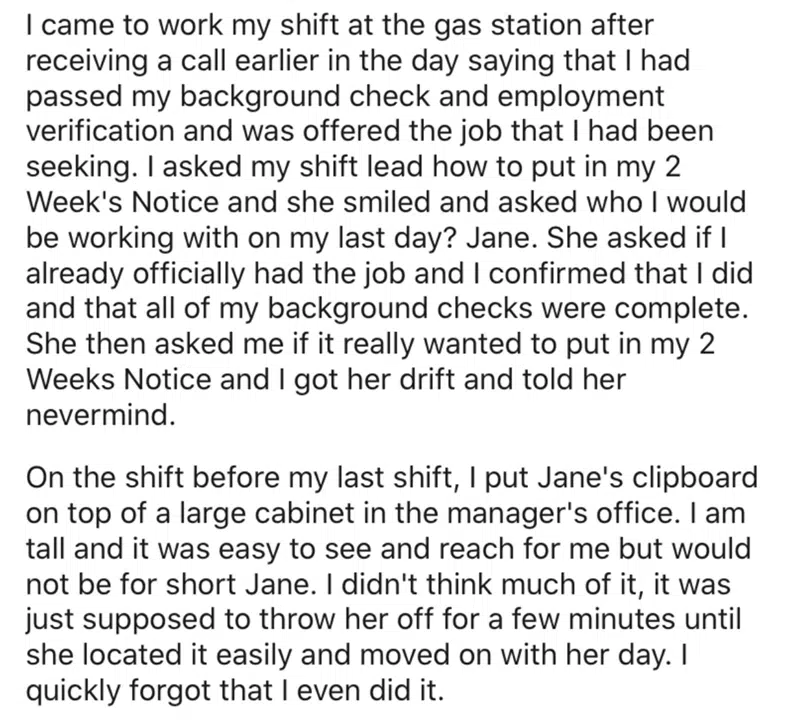 I came to work my shift at the gas station after
receiving a call earlier in the day saying that I had
passed my background check and employment
verification and was offered the job that I had been
seeking. I asked my shift lead how to put in my 2
Week's Notice and she smiled and asked who I would
be working with on my last day? Jane. She asked if I
already officially had the job and I confirmed that I did
and that all of my background checks were complete.
She then asked me if it really wanted to put in my 2
Weeks Notice and I got her drift and told her
nevermind.
On the shift before my last shift, I put Jane's clipboard
on top of a large cabinet in the manager's office. I am
tall and it was easy to see and reach for me but would
not be for short Jane. I didn't think much of it, it was
just supposed to throw her off for a few minutes until
she located it easily and moved on with her day. I
quickly forgot that I even did it.